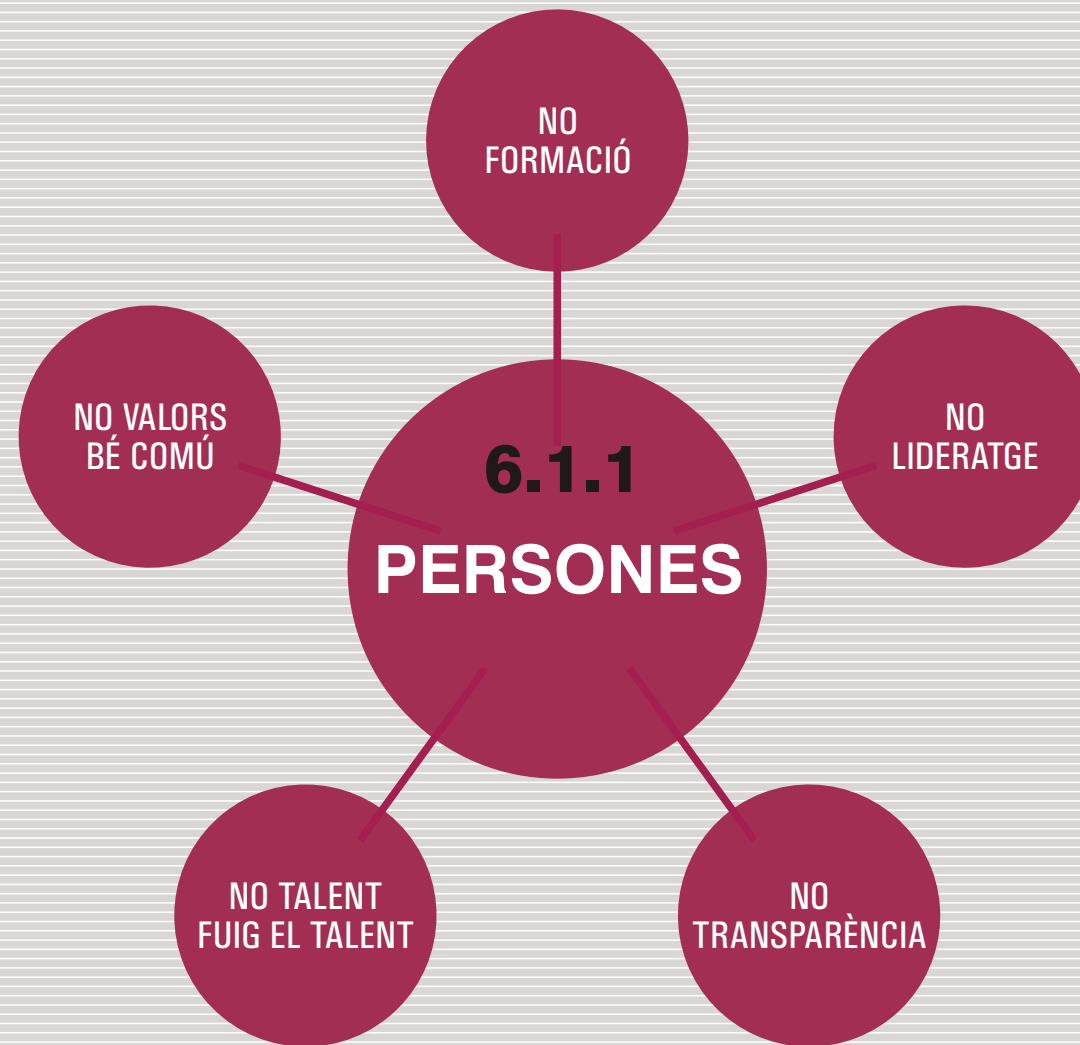 NO
FORMACIÓ
NO VALORS
BÉ COMÚ
NO
LIDERATGE
6.1.1
PERSONES
NO TALENT
FUIG EL TALENT
NO
TRANSPARÈNCIA